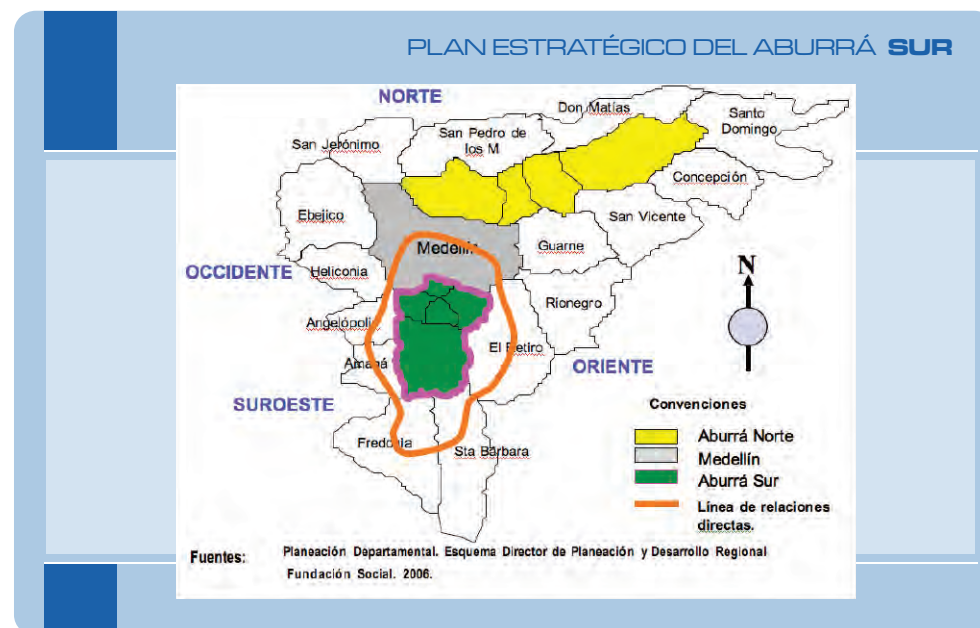 PLAN ESTRATÉGICO DEL ABURRÁ SUR
NORTE
Don Matías
Santo
Domingo
San Pedro de
los M
San Jerónimo
Concepción
Ebejico
San Vicente
Medellín
Guarne
OCCIDENTE
Heliconia
N
Rionegro
Angelópolis
El Retiro
Amagá
ORIENTE
SUROESTE
Convenciones
Fredonia
Sta Bárbara
Aburrá Norte
Medellín
Aburrá Sur
Línea de relaciones
directas.
Fuentes:
Planeación Departamental. Esquema Director de Planeación y Desarrollo Regional
Fundación Social. 2006.